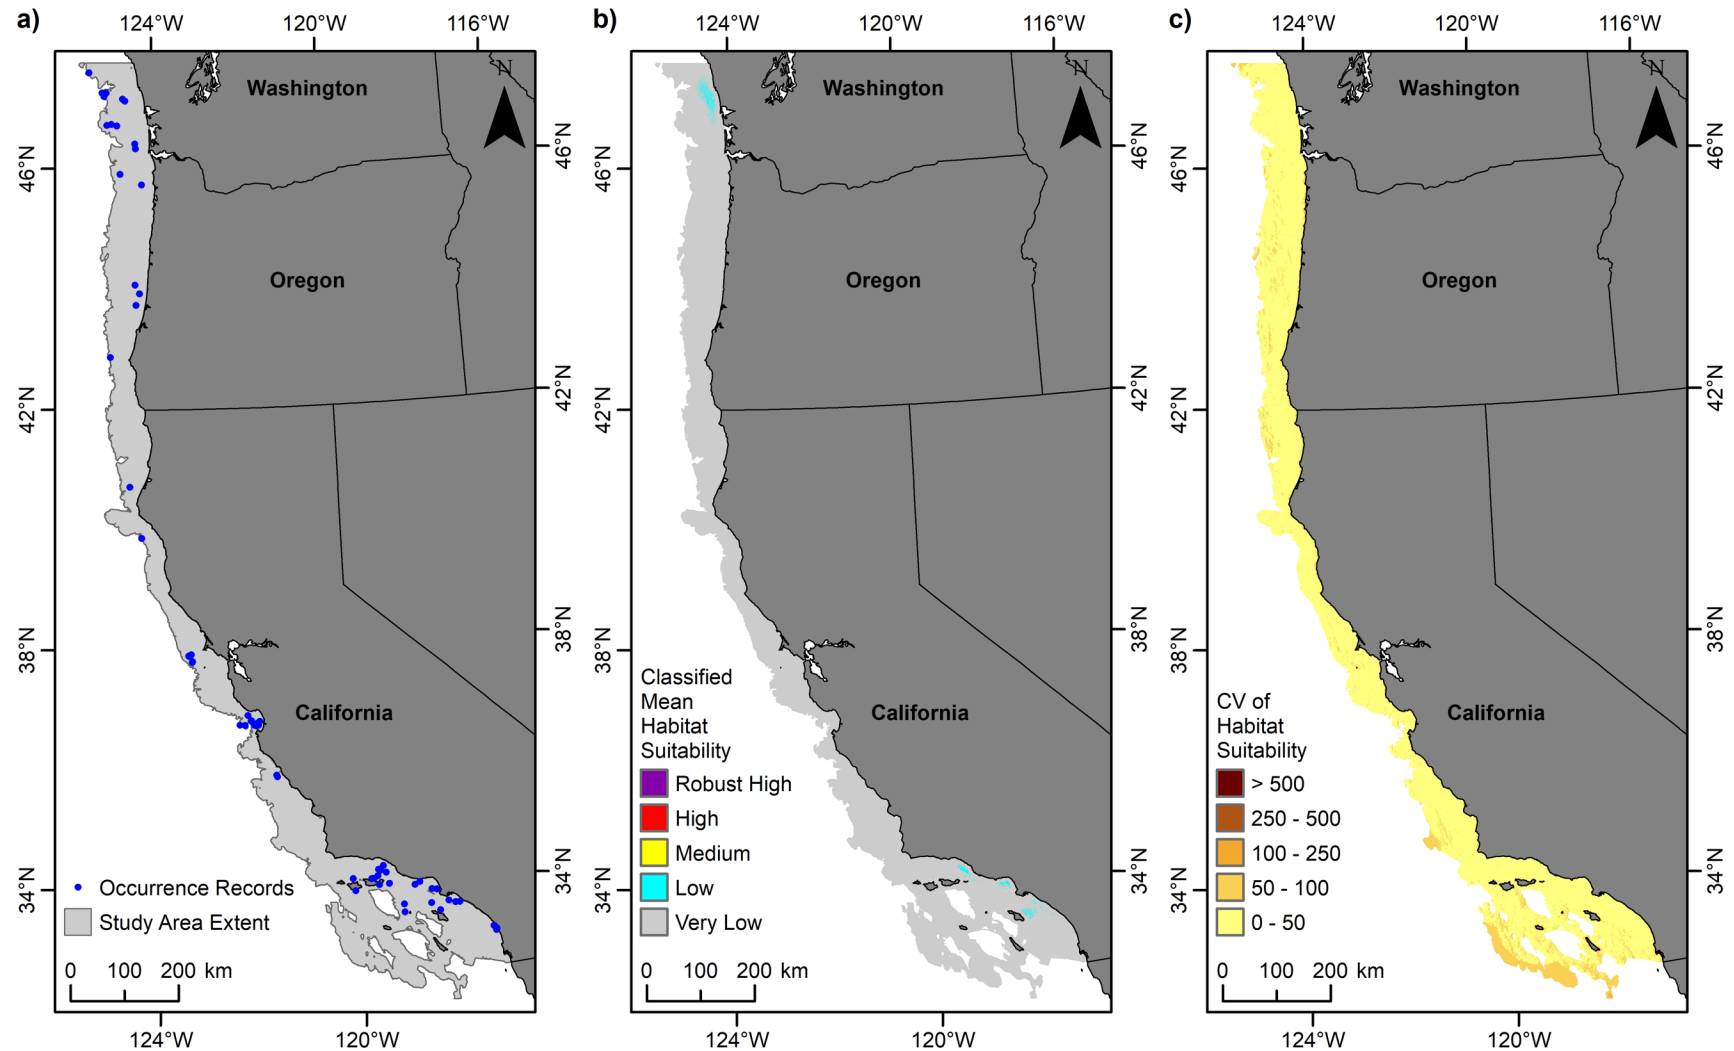 a)
124°W
120°W
116°W
N
Washington
Oregon
California
46°N
42°N
38°N
34°N
46°N
42°N
38°N
34°N
Occurrence Records
Study Area Extent
0
100
200 km
124°W
120°W
b)
124°W
120°W
116°W
N
Washington
Oregon
California
46°N
42°N
38°N
34°N
46°N
42°N
38°N
34°N
Classified
Mean
Habitat
Suitability
Robust High
High
Medium
Low
Very Low
0
100
200 km
124°W
120°W
c)
124°W
120°W
116°W
N
Washington
Oregon
California
46°N
42°N
38°N
34°N
46°N
42°N
38°N
34°N
CV of
Habitat
Suitability
> 500
250 - 500
100 - 250
50 - 100
0 - 50
0
100
200 km
124°W
120°W